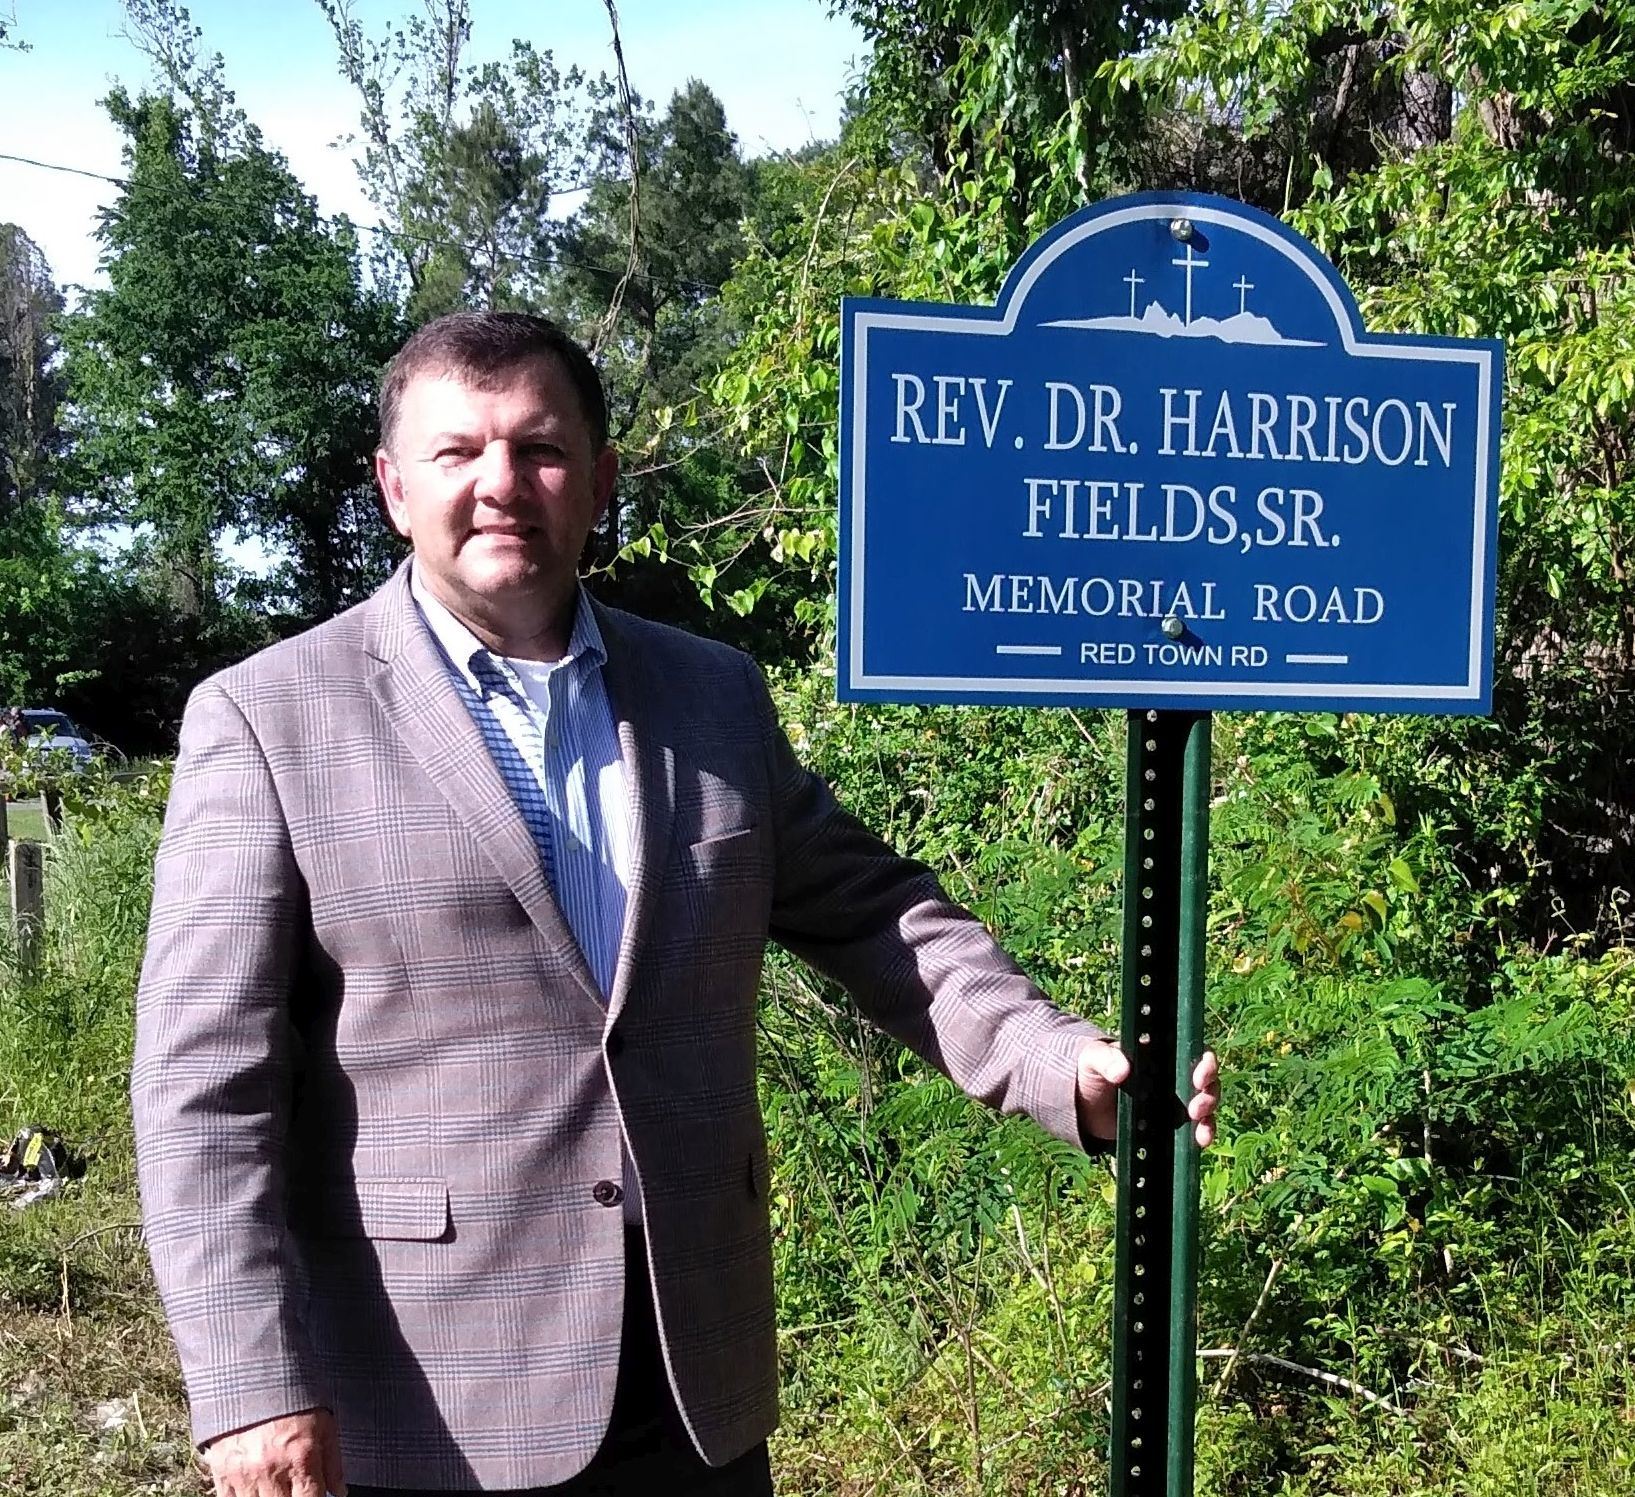 REV. DR. HARRISON
FIELDS,SR.
MEMORIAL ROAD
RED TOWN RD